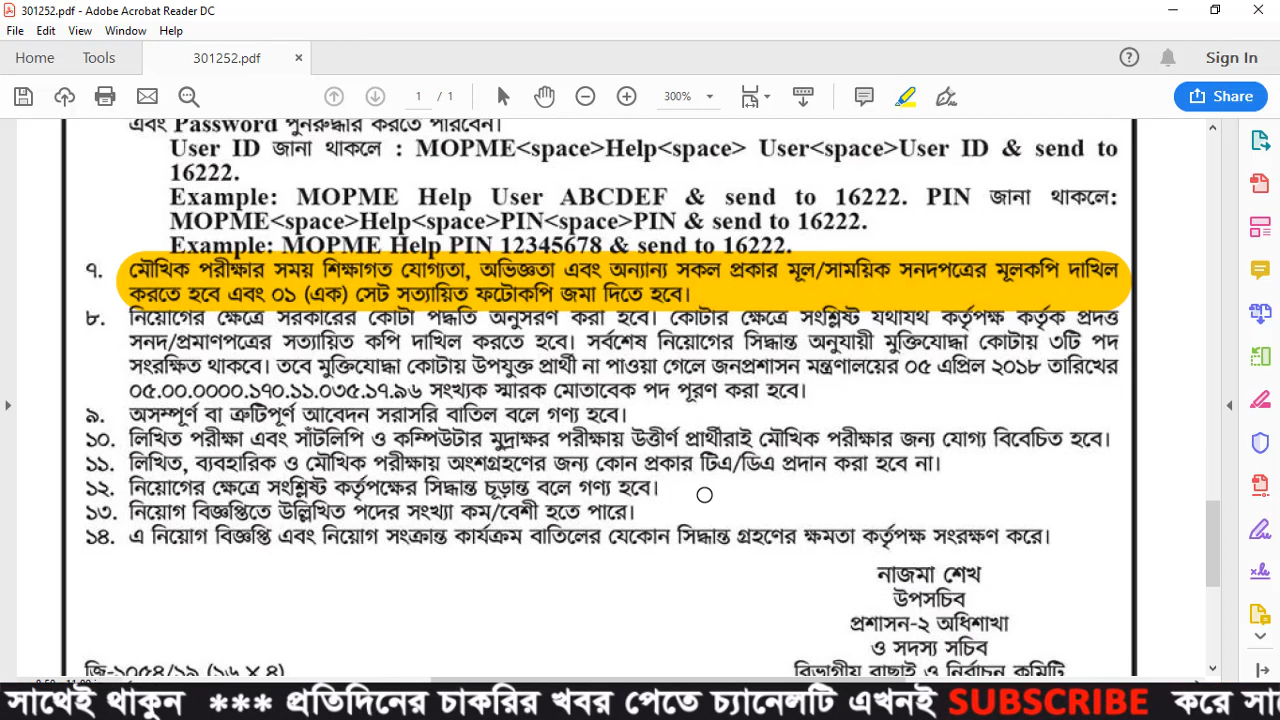 301252.pdf - Adobe Acrobat Reader DC
File Edit View Window Help
Home Tools 301252.pdf × Sign In
1 / 1 300% Share
এবং Password পুনরুদ্ধার করতে পারবেন।
User ID জানা থাকলে : MOPME<space>Help<space> User<space>User ID & send to
16222.
Example: MOPME Help User ABCDEF & send to 16222. PIN জানা থাকলে:
MOPME<space>Help<space>PIN<space>PIN & send to 16222.
Example: MOPME Help PIN 12345678 & send to 16222.
৭. মৌখিক পরীক্ষার সময় শিক্ষাগত যোগ্যতা, অভিজ্ঞতা এবং অন্যান্য সকল প্রকার মূল/সাময়িক সনদপত্রের মূলকপি দাখিল
করতে হবে এবং ০১ (এক) সেট সত্যায়িত ফটোকপি জমা দিতে হবে।
৮. নিয়োগের ক্ষেত্রে সরকারের কোটা পদ্ধতি অনুসরণ করা হবে। কোটার ক্ষেত্রে সংশ্লিষ্ট যথাযথ কর্তৃপক্ষ কর্তৃক প্রদত্ত
সনদ/প্রমাণপত্রের সত্যায়িত কপি দাখিল করতে হবে। সর্বশেষ নিয়োগের সিদ্ধান্ত অনুযায়ী মুক্তিযোদ্ধা কোটায় ৩টি পদ
সংরক্ষিত থাকবে। তবে মুক্তিযোদ্ধা কোটায় উপযুক্ত প্রার্থী না পাওয়া গেলে জনপ্রশাসন মন্ত্রণালয়ের ০৫ এপ্রিল ২০১৮ তারিখের
০৫.০০.০০০০.১৭০.১১.০৩৫.১৭.৯৬ সংখ্যক স্মারক মোতাবেক পদ পূরণ করা হবে।
৯. অসম্পূর্ণ বা ত্রুটিপূর্ণ আবেদন সরাসরি বাতিল বলে গণ্য হবে।
১০. লিখিত পরীক্ষা এবং সাঁটলিপি ও কম্পিউটার মুদ্রাক্ষর পরীক্ষায় উত্তীর্ণ প্রার্থীরাই মৌখিক পরীক্ষার জন্য যোগ্য বিবেচিত হবে।
১১. লিখিত, ব্যবহারিক ও মৌখিক পরীক্ষায় অংশগ্রহণের জন্য কোন প্রকার টিএ/ডিএ প্রদান করা হবে না।
১২. নিয়োগের ক্ষেত্রে সংশ্লিষ্ট কর্তৃপক্ষের সিদ্ধান্ত চূড়ান্ত বলে গণ্য হবে।
১৩. নিয়োগ বিজ্ঞপ্তিতে উল্লিখিত পদের সংখ্যা কম/বেশী হতে পারে।
১৪. এ নিয়োগ বিজ্ঞপ্তি এবং নিয়োগ সংক্রান্ত কার্যক্রম বাতিলের যেকোন সিদ্ধান্ত গ্রহণের ক্ষমতা কর্তৃপক্ষ সংরক্ষণ করে।
নাজমা শেখ
উপসচিব
প্রশাসন-২ অধিশাখা
ও সদস্য সচিব
জি-১০৫৪/১৯ (১৬ × ৪) বিভাগীয় বাছাই ও নির্বাচন কমিটি
সাথেই থাকুন *** প্রতিদিনের চাকরির খবর পেতে চ্যানেলটি এখনই SUBSCRIBE করে